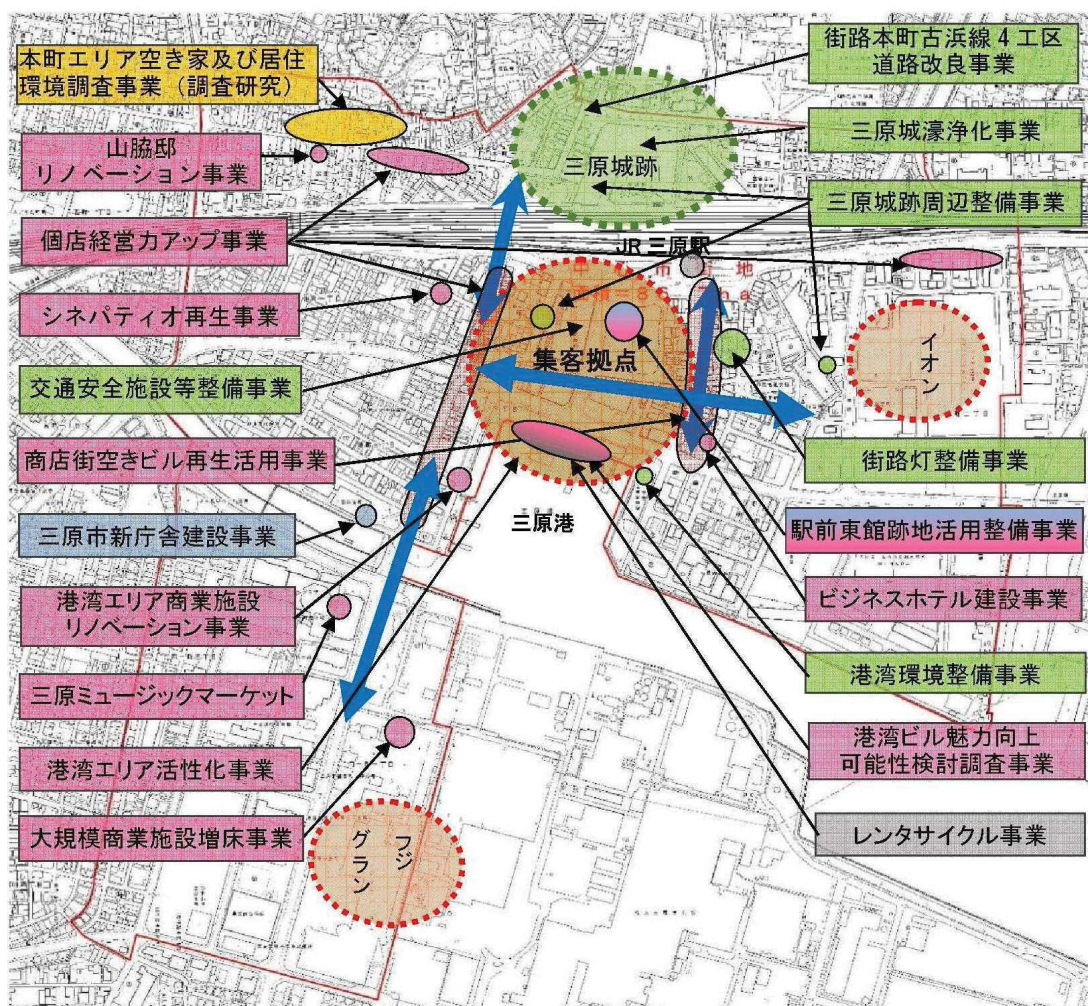 本町エリア空き家及び居住
環境調査事業（調査研究）
山脇邸
リノベーション事業
個店経営力アップ事業
シネパティオ再生事業
交通安全施設等整備事業
商店街空きビル再生活用事業
三原市新庁舎建設事業
港湾エリア商業施設
リノベーション事業
三原ミュージックマーケット
港湾エリア活性化事業
大規模商業施設増床事業
三原城跡
JR 三原駅
集客拠点
三原港
イオン
フジ
グラン
街路本町古浜線４工区
道路改良事業
三原城濠浄化事業
三原城跡周辺整備事業
街路灯整備事業
駅前東館跡地活用整備事業
ビジネスホテル建設事業
港湾環境整備事業
港湾ビル魅力向上
可能性検討調査事業
レンタサイクル事業